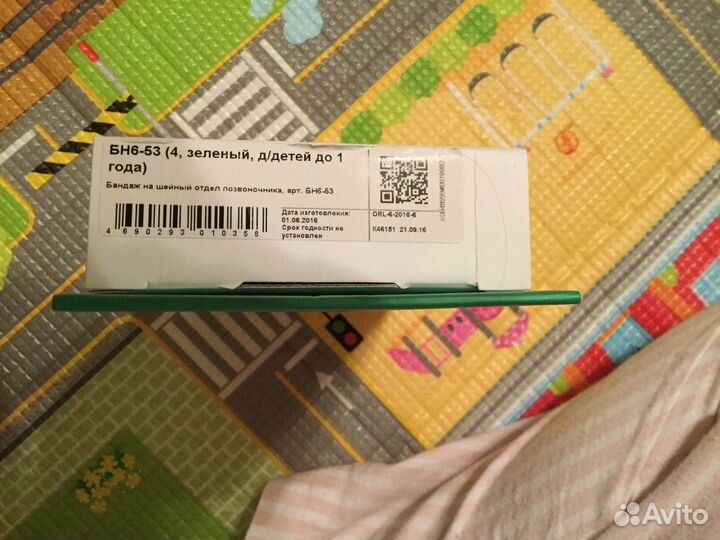 БН6-53 (4, зеленый, д/детей до 1
года)
Бандаж на шейный отдел позвоночника, арт. БН6-53
4 690293 010358
Дата изготовления:
01.06.2016
Срок годности не
установлен
ORL-6-2016-6
K46151 21.09.16
Avito